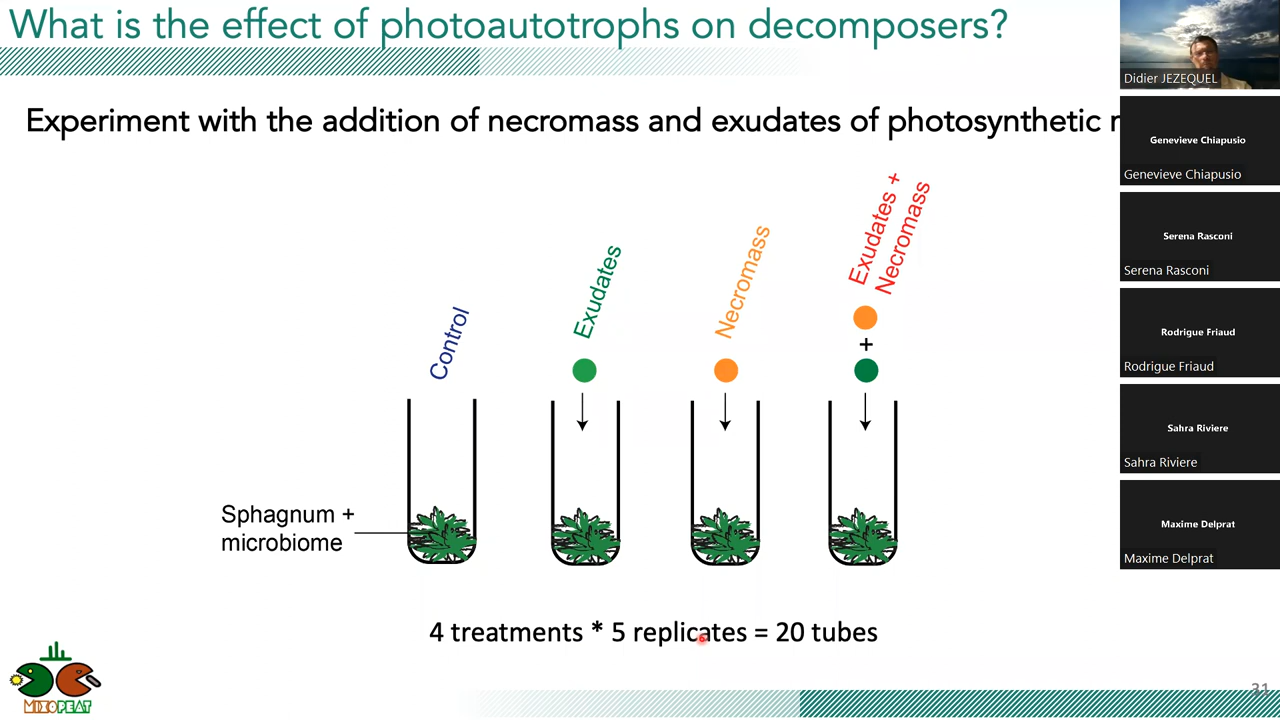 What is the effect of photoautotrophs on decomposers?
Experiment with the addition of necromass and exudates of photosynthetic
Control
Exudates
Necromass
Exudates +
Necromass
+
Sphagnum +
microbiome
4 treatments * 5 replicates = 20 tubes
MIXOPEAT
31
Didier JEZEQUEL
Genevieve Chiapusio
Genevieve Chiapusio
Serena Rasconi
Serena Rasconi
Rodrigue Friaud
Rodrigue Friaud
Sahra Riviere
Sahra Riviere
Maxime Delprat
Maxime Delprat